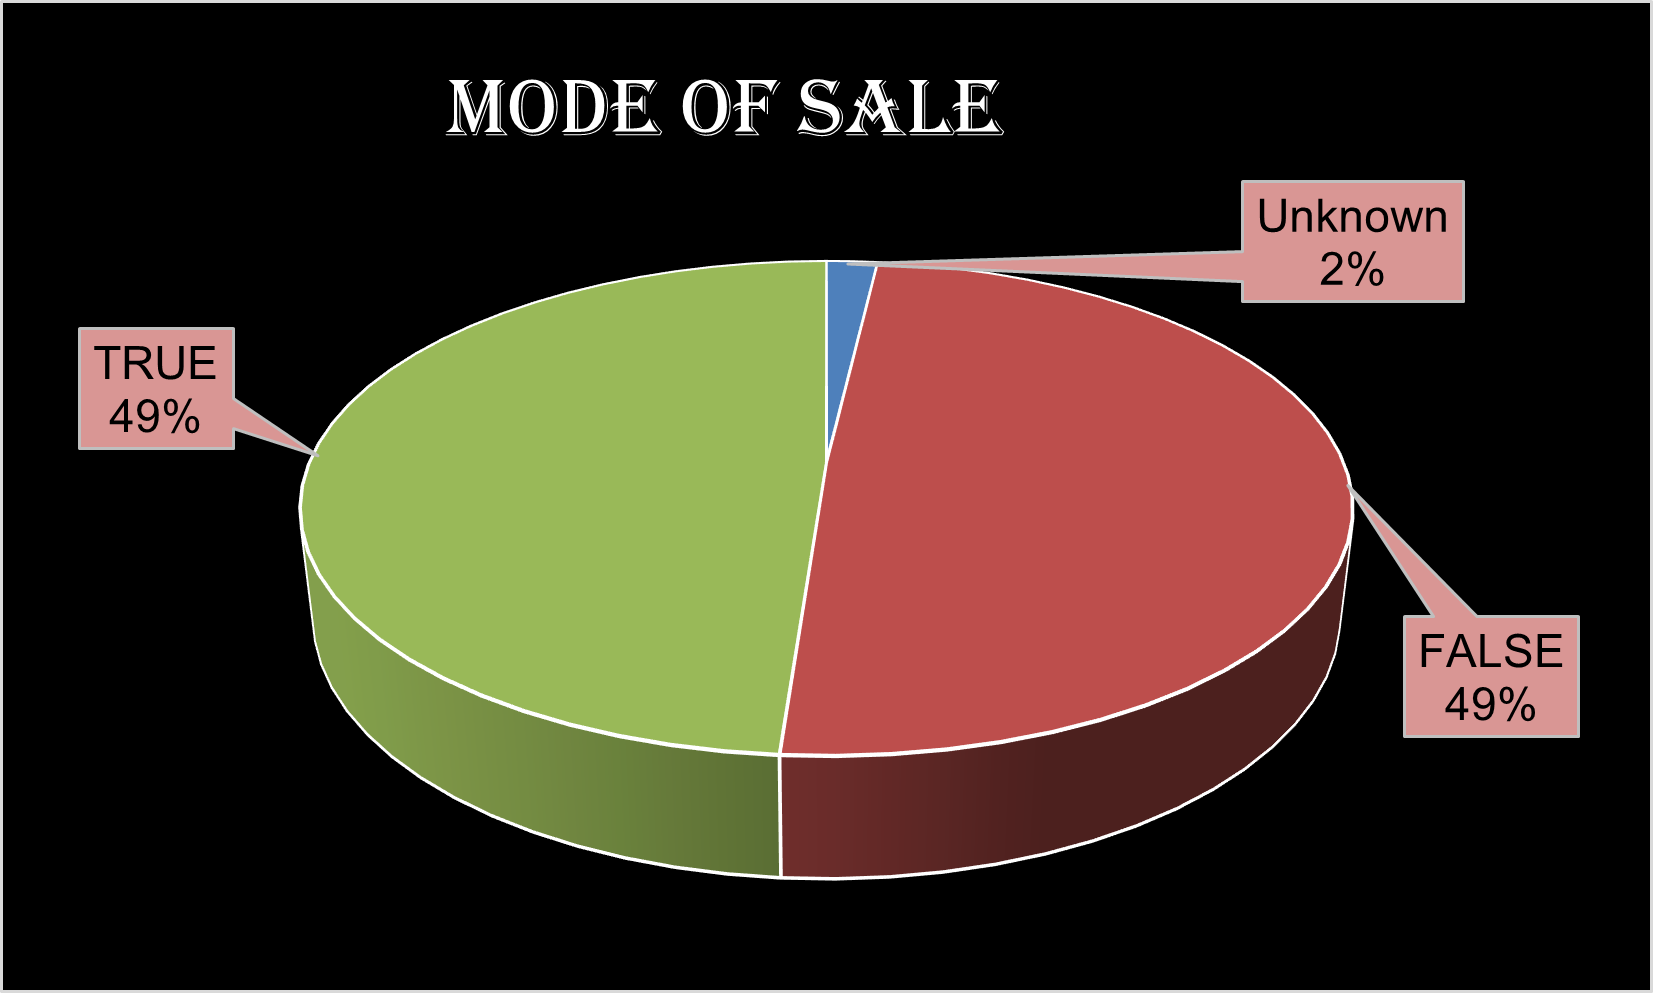 MODE OF SALE
Unknown
2%
TRUE
49%
FALSE
49%